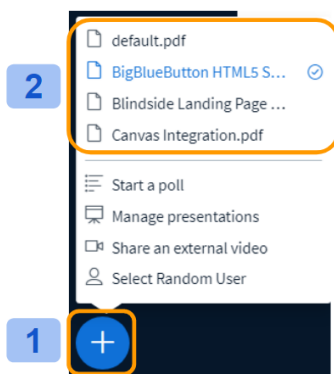 default.pdf
BigBlueButton HTML5 S...
2
Blindside Landing Page ...
Canvas Integration.pdf
Start a poll
Manage presentations
Share an external video
Select Random User
1